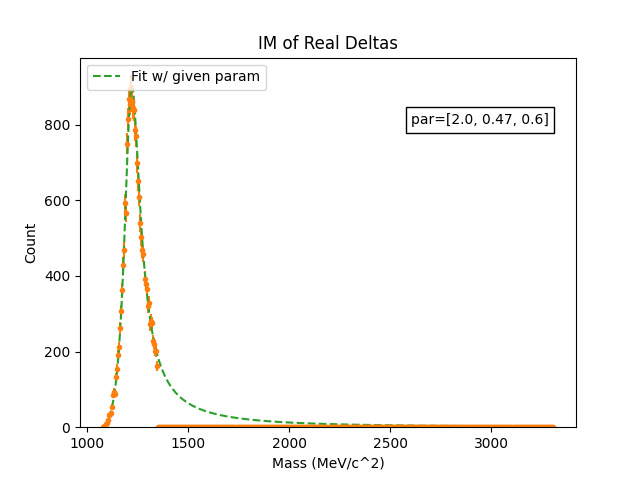 IM of Real Deltas
Fit w/ given param
par=[2.0, 0.47, 0.6]
Count
800
600
400
200
0
1000 1500 2000 2500 3000
Mass (MeV/c^2)